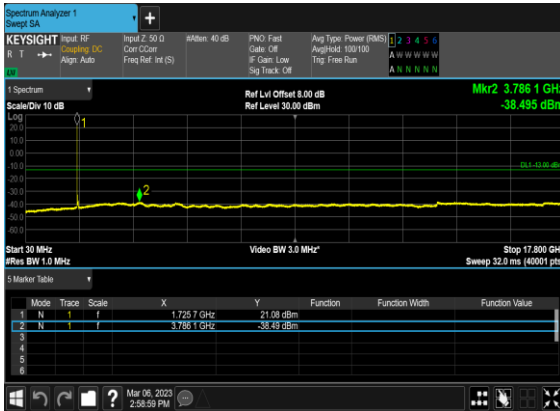 Spectrum Analyzer 1
Swept SA
KEYSIGHT Input: RF Input Z: 50 Ω #Atten: 40 dB PNO: Fast Avg Type: Power (RMS) 1 2 3 4 5 6
R T Coupling: DC Corr CCorr Gate: Off Avg|Hold: 100/100 A W W W W W
Align: Auto Freq Ref: Int (S) IF Gain: Low Trig: Free Run
Sig Track: Off A N N N N N
1 Spectrum Ref Lvl Offset 8.00 dB Mkr2 3.786 1 GHz
Scale/Div 10 dB Ref Level 30.00 dBm -38.495 dBm
Log
1
20.0
10.0
0.00
-10.0
DL1 -13.00 dBm
-20.0
-30.0
2
-40.0
-50.0
-60.0
Start 30 MHz Video BW 3.0 MHz* Stop 17.800 GHz
#Res BW 1.0 MHz Sweep 32.0 ms (40001 pts)
5 Marker Table
Mode Trace Scale X Y Function Function Width Function Value
1 N 1 f 1.725 7 GHz 21.08 dBm
2 N 1 f 3.786 1 GHz -38.49 dBm
3
4
5
6
? Mar 06, 2023
2:58:59 PM